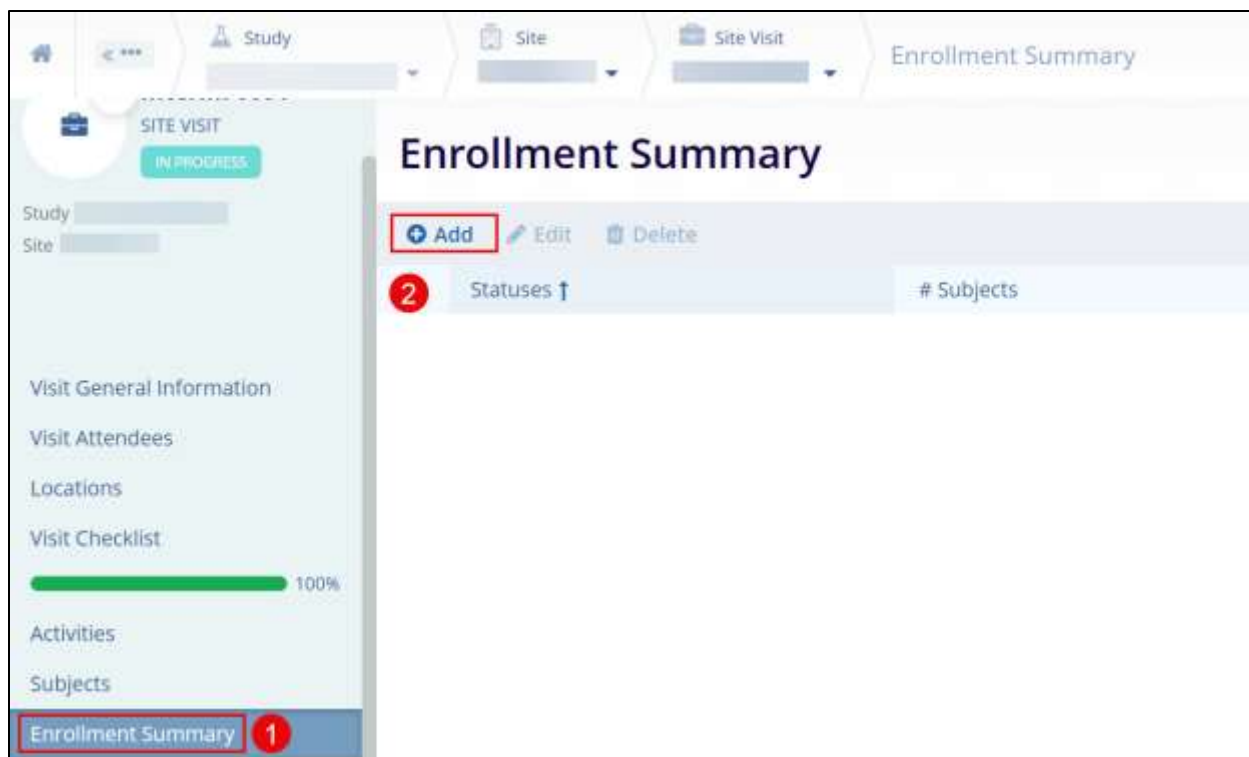 < ***
Study
Site
Site Visit
Enrollment Summary
SITE VISIT
IN PROGRESS
Study
Site
Visit General Information
Visit Attendees
Locations
Visit Checklist
100%
Activities
Subjects
Enrollment Summary 1
Enrollment Summary
Add Edit Delete
2 Statuses ↑ # Subjects